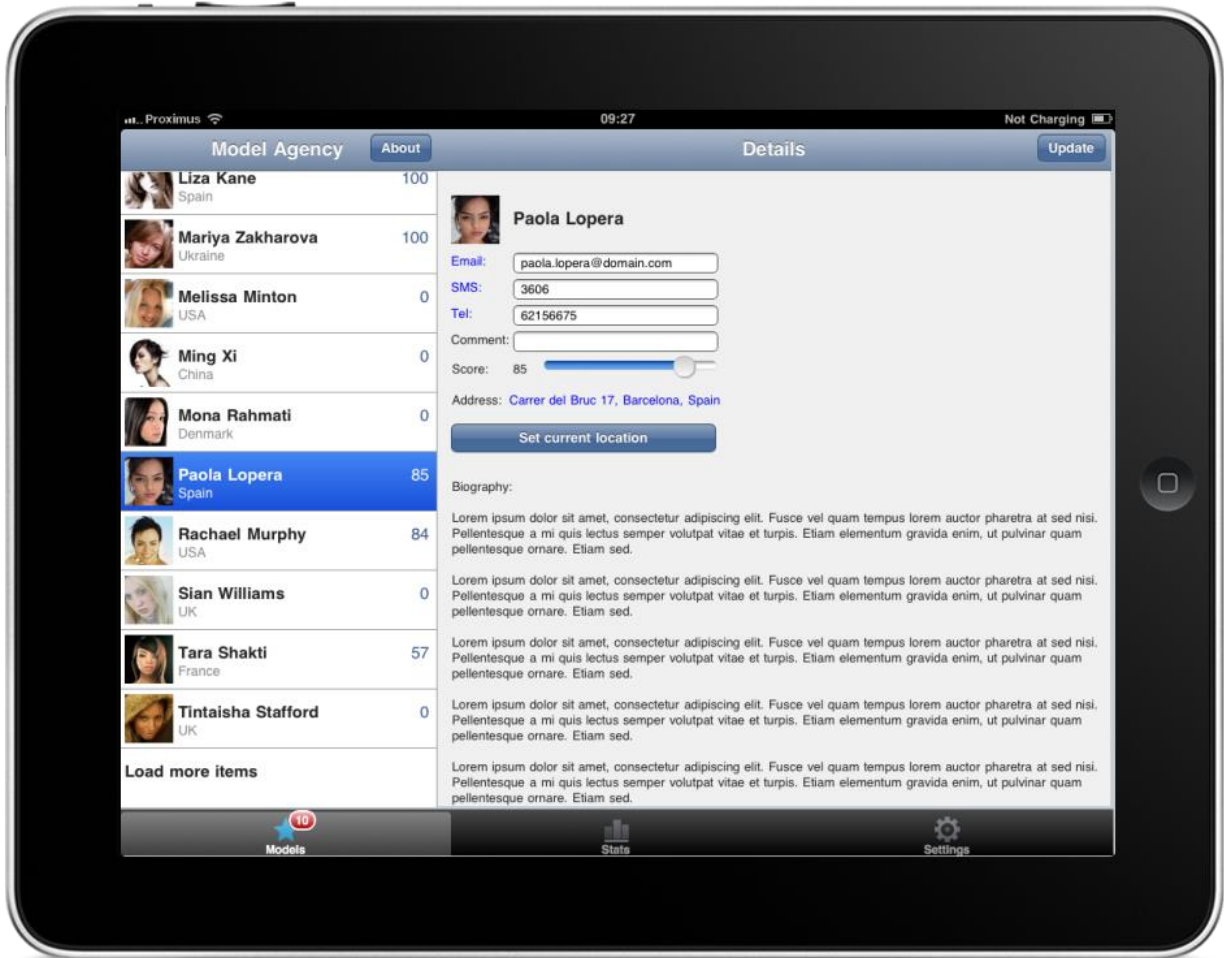 Proximus
09:27
Not Charging
Model Agency
About
Details
Update
Liza Kane
100
Spain
Mariya Zakharova
100
Ukraine
Melissa Minton
0
USA
Ming Xi
0
China
Mona Rahmati
0
Denmark
Paola Lopera
85
Spain
Rachael Murphy
84
USA
Sian Williams
0
UK
Tara Shakti
57
France
Tintaisha Stafford
0
UK
Load more items
Paola Lopera
Email: paola.lopera@domain.com
SMS: 3606
Tel: 62156675
Comment:
Score: 85
Address: Carrer del Bruc 17, Barcelona, Spain
Set current location
Biography:
Lorem ipsum dolor sit amet, consectetur adipiscing elit. Fusce vel quam tempus lorem auctor pharetra at sed nisi.
Pellentesque a mi quis lectus semper volutpat vitae et turpis. Etiam elementum gravida enim, ut pulvinar quam
pellentesque ornare. Etiam sed.
Lorem ipsum dolor sit amet, consectetur adipiscing elit. Fusce vel quam tempus lorem auctor pharetra at sed nisi.
Pellentesque a mi quis lectus semper volutpat vitae et turpis. Etiam elementum gravida enim, ut pulvinar quam
pellentesque ornare. Etiam sed.
Lorem ipsum dolor sit amet, consectetur adipiscing elit. Fusce vel quam tempus lorem auctor pharetra at sed nisi.
Pellentesque a mi quis lectus semper volutpat vitae et turpis. Etiam elementum gravida enim, ut pulvinar quam
pellentesque ornare. Etiam sed.
Lorem ipsum dolor sit amet, consectetur adipiscing elit. Fusce vel quam tempus lorem auctor pharetra at sed nisi.
Pellentesque a mi quis lectus semper volutpat vitae et turpis. Etiam elementum gravida enim, ut pulvinar quam
pellentesque ornare. Etiam sed.
Lorem ipsum dolor sit amet, consectetur adipiscing elit. Fusce vel quam tempus lorem auctor pharetra at sed nisi.
Pellentesque a mi quis lectus semper volutpat vitae et turpis. Etiam elementum gravida enim, ut pulvinar quam
pellentesque ornare. Etiam sed.
10
Models
Stats
Settings